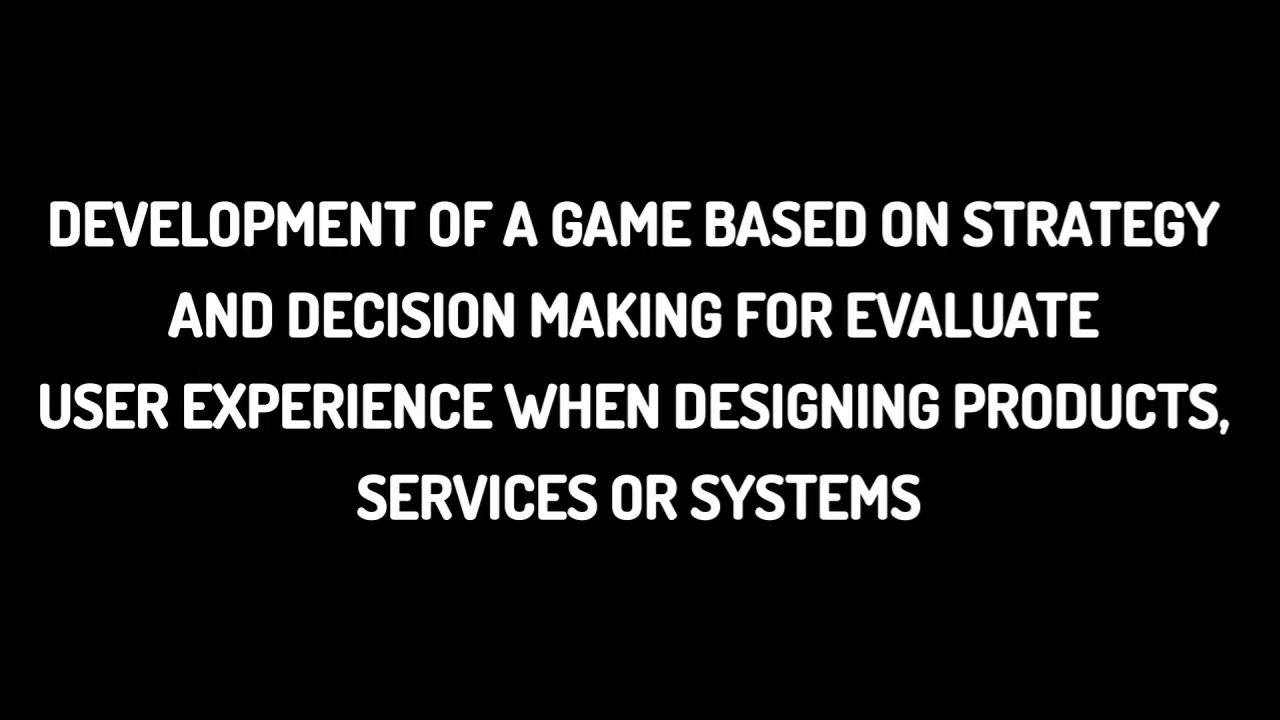 DEVELOPMENT OF A GAME BASED ON STRATEGY
AND DECISION MAKING FOR EVALUATE
USER EXPERIENCE WHEN DESIGNING PRODUCTS,
SERVICES OR SYSTEMS